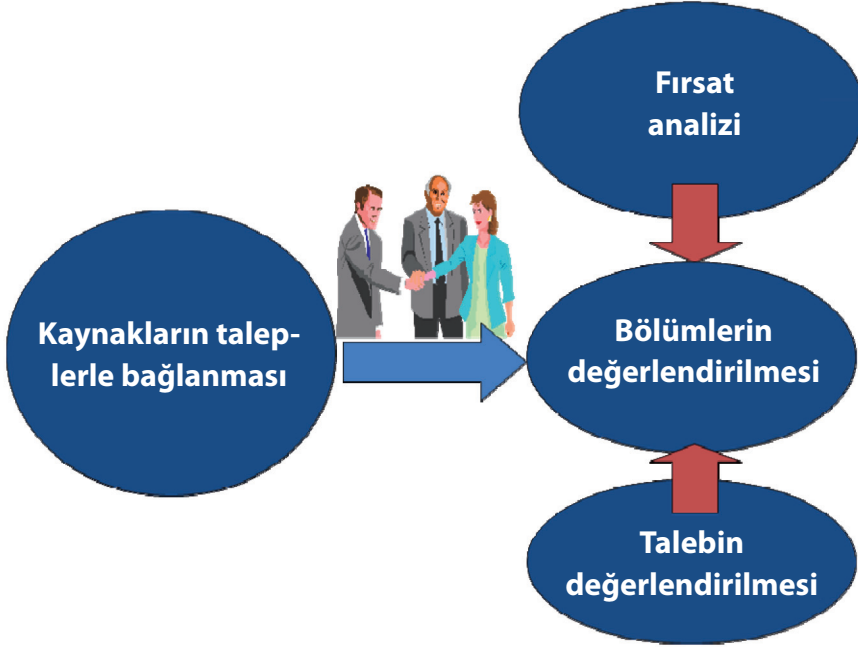 Fırsat
analizi
Kaynakların talep-
lerle bağlanması
Bölümlerin
değerlendirilmesi
Talebin
değerlendirilmesi